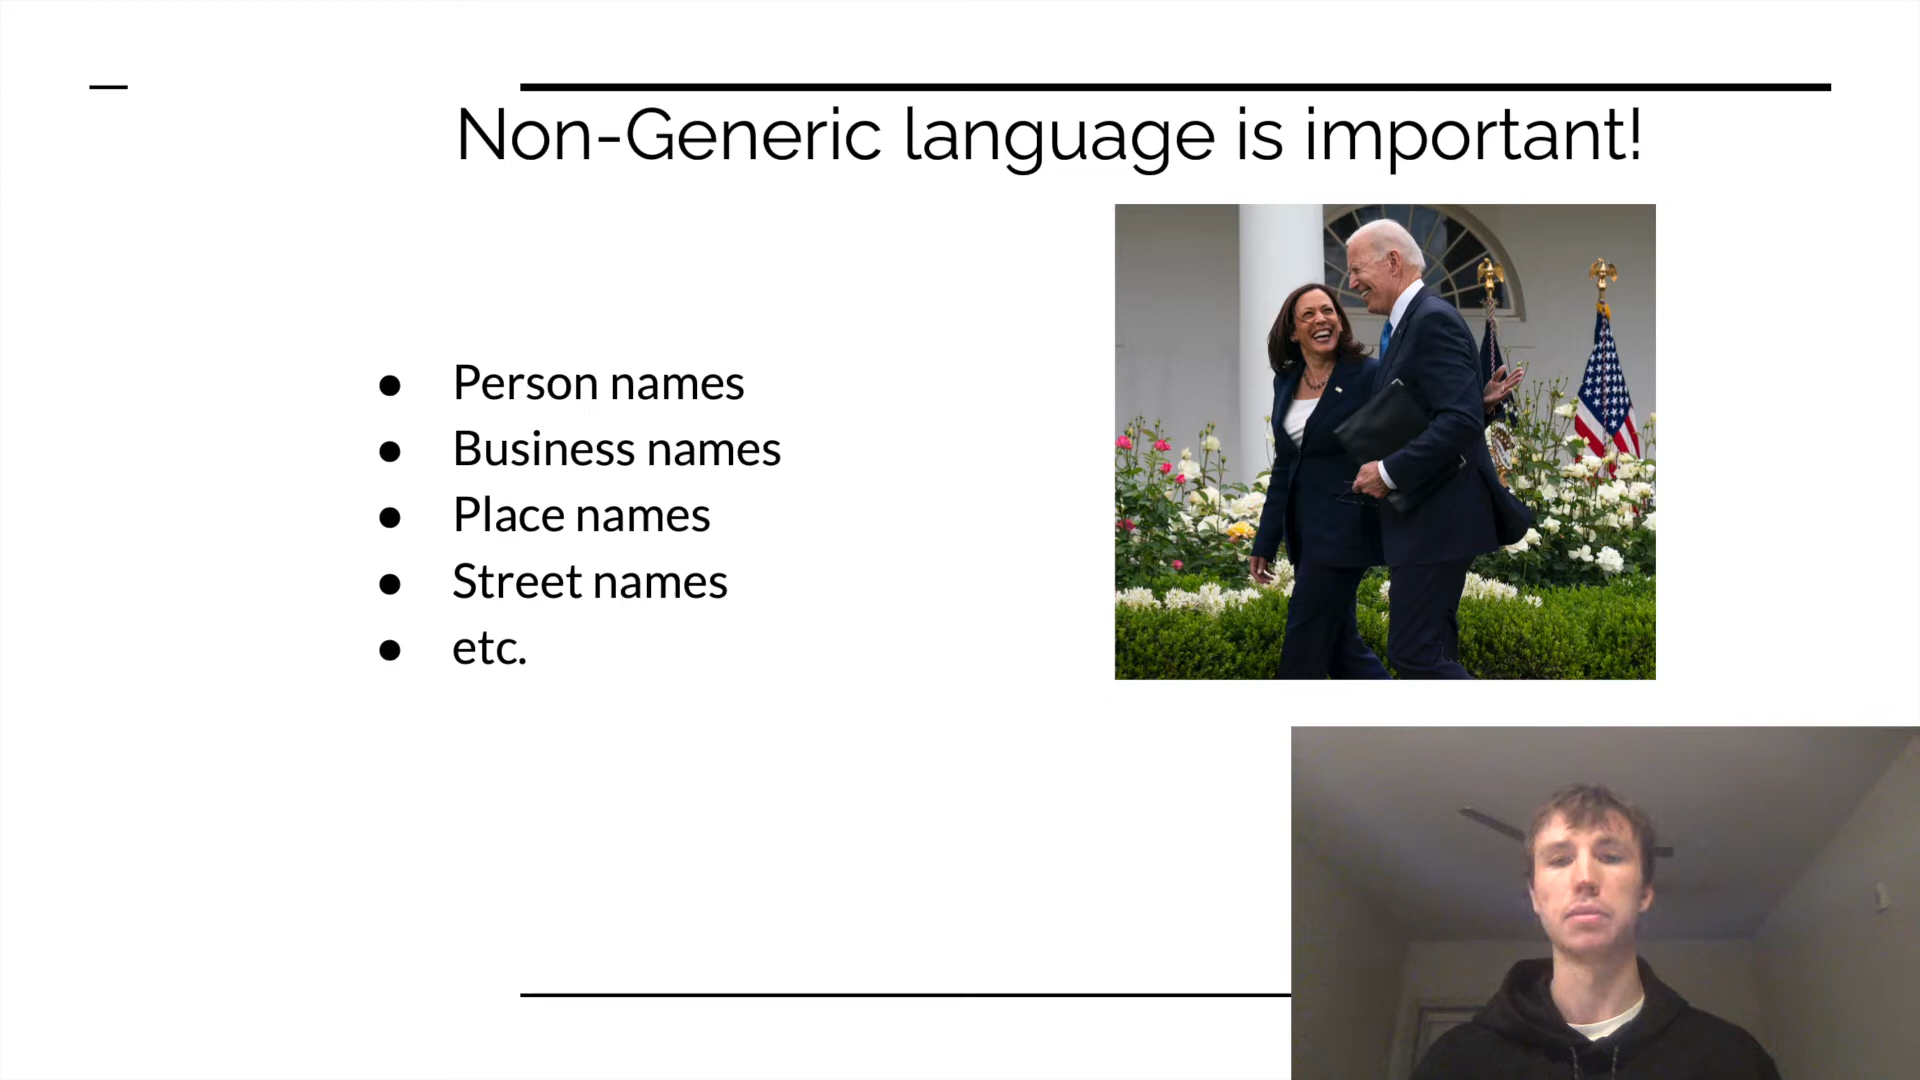 Non-Generic language is important!
● Person names
● Business names
● Place names
● Street names
● etc.